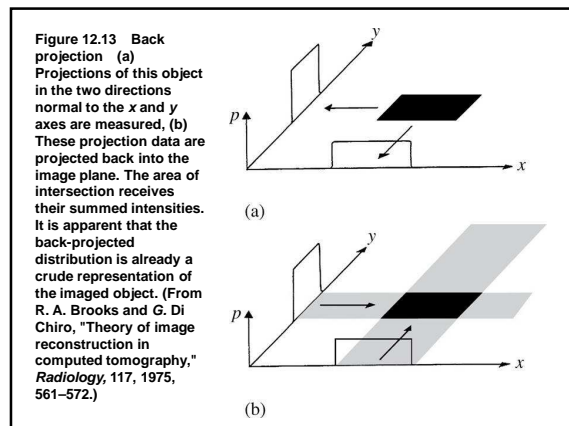 Figure 12.13 Back
projection (a)
Projections of this object
in the two directions
normal to the x and y
axes are measured, (b)
These projection data are
projected back into the
image plane. The area of
intersection receives
their summed intensities.
It is apparent that the
back-projected
distribution is already a
crude representation of
the imaged object. (From
R. A. Brooks and G. Di
Chiro, "Theory of image
reconstruction in
computed tomography,"
Radiology, 117, 1975,
561–572.)
y
p
x
(a)
y
p
x
(b)